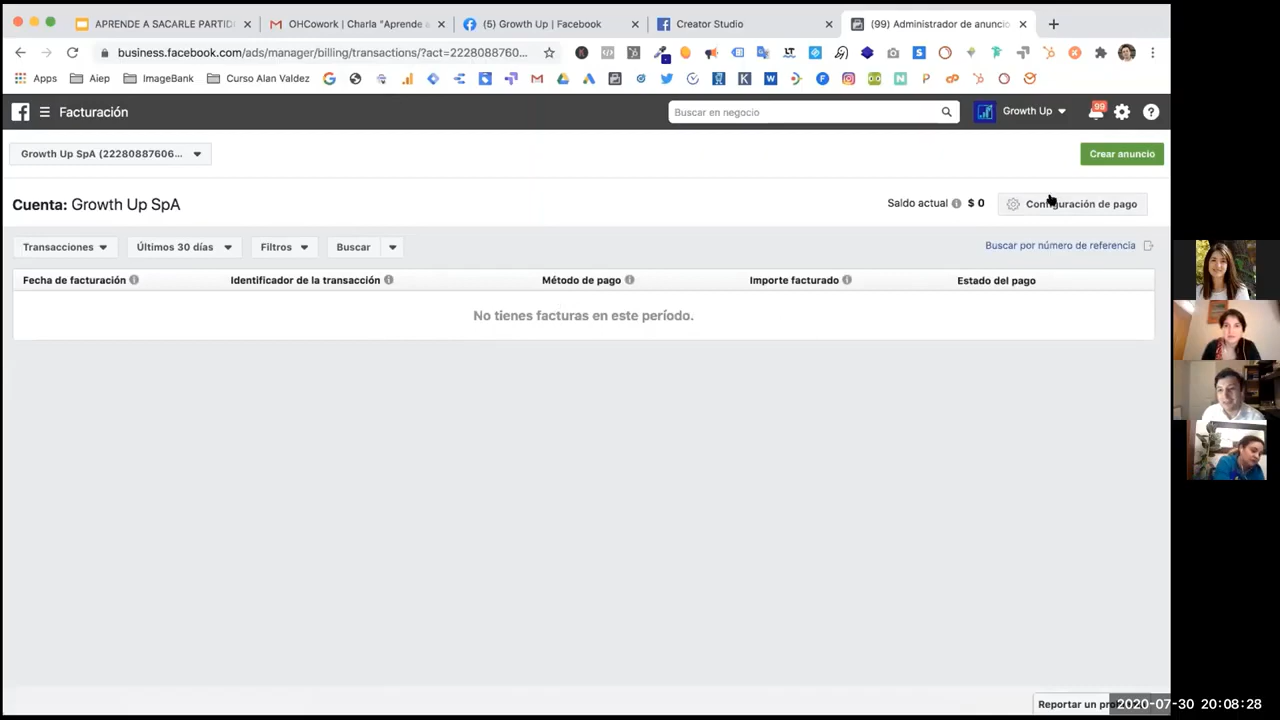 APRENDE A SACARLE PARTID
OHCowork | Charla "Aprende a
(5) Growth Up | Facebook
Creator Studio
(99) Administrador de anuncio
business.facebook.com/ads/manager/billing/transactions/?act=2228088760...
Apps
Aiep
ImageBank
Curso Alan Valdez
Facturación
Buscar en negocio
Growth Up
99
Growth Up SpA (22280887606...
Crear anuncio
Cuenta: Growth Up SpA
Saldo actual $ 0
Configuración de pago
Transacciones
Últimos 30 días
Filtros
Buscar
Buscar por número de referencia
Fecha de facturación
Identificador de la transacción
Método de pago
Importe facturado
Estado del pago
No tienes facturas en este período.
Reportar un
2020-07-30 20:08:28